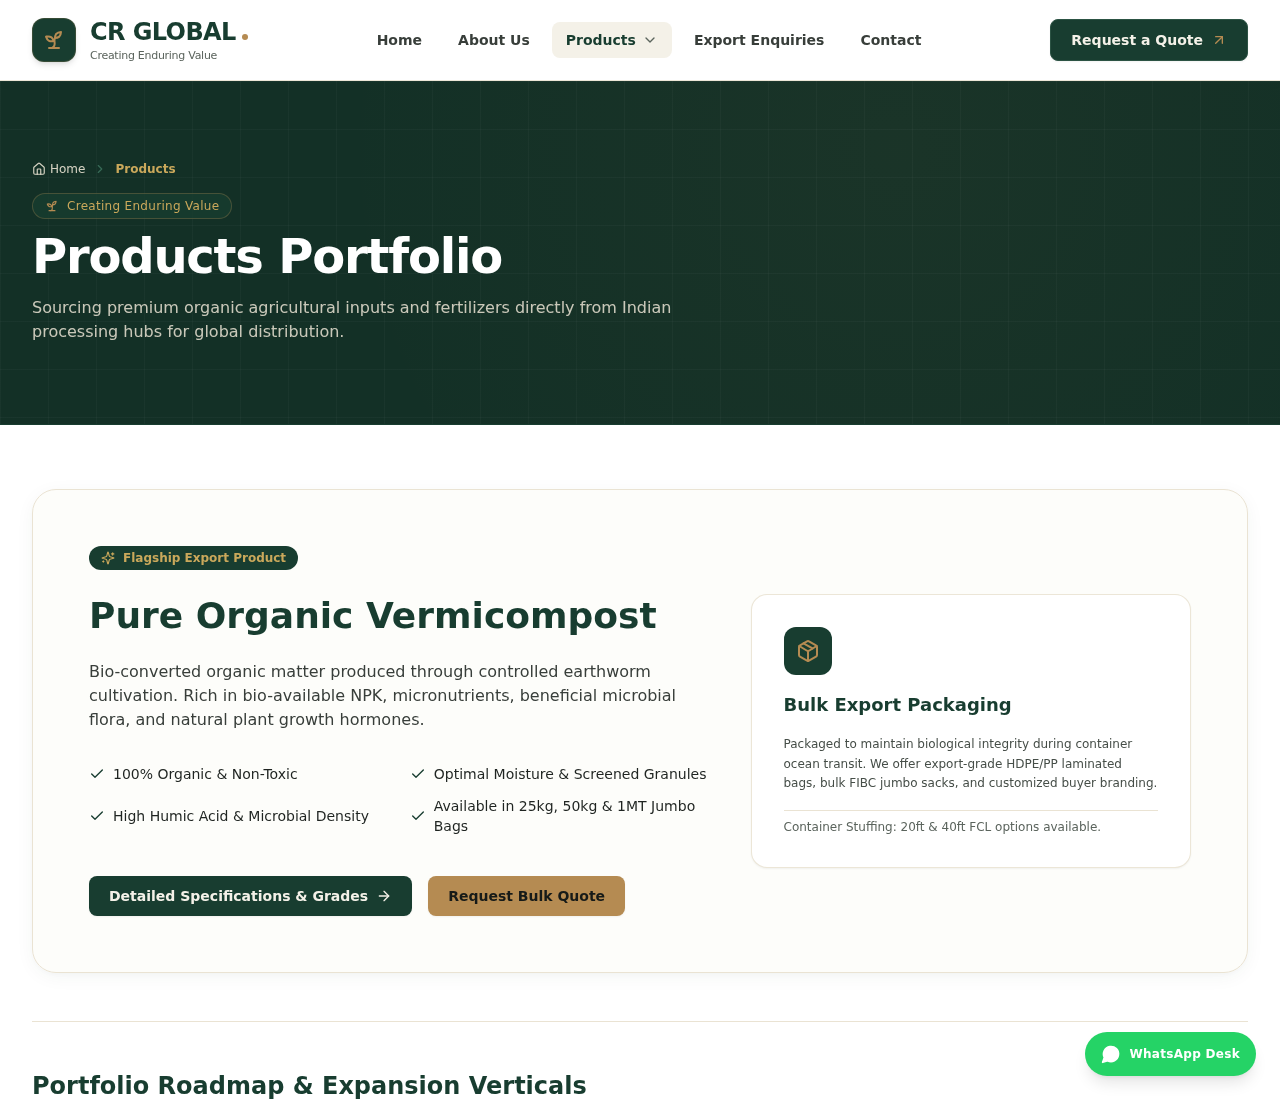 CR GLOBAL
Creating Enduring Value
Home
About Us
Products
Export Enquiries
Contact
Request a Quote
Home
Products
Creating Enduring Value
Products Portfolio
Sourcing premium organic agricultural inputs and fertilizers directly from Indian
processing hubs for global distribution.
Flagship Export Product
Pure Organic Vermicompost
Bio-converted organic matter produced through controlled earthworm
cultivation. Rich in bio-available NPK, micronutrients, beneficial microbial
flora, and natural plant growth hormones.
100% Organic & Non-Toxic
Optimal Moisture & Screened Granules
High Humic Acid & Microbial Density
Available in 25kg, 50kg & 1MT Jumbo
Bags
Detailed Specifications & Grades
Request Bulk Quote
Bulk Export Packaging
Packaged to maintain biological integrity during container
ocean transit. We offer export-grade HDPE/PP laminated
bags, bulk FIBC jumbo sacks, and customized buyer branding.
Container Stuffing: 20ft & 40ft FCL options available.
WhatsApp Desk
Portfolio Roadmap & Expansion Verticals